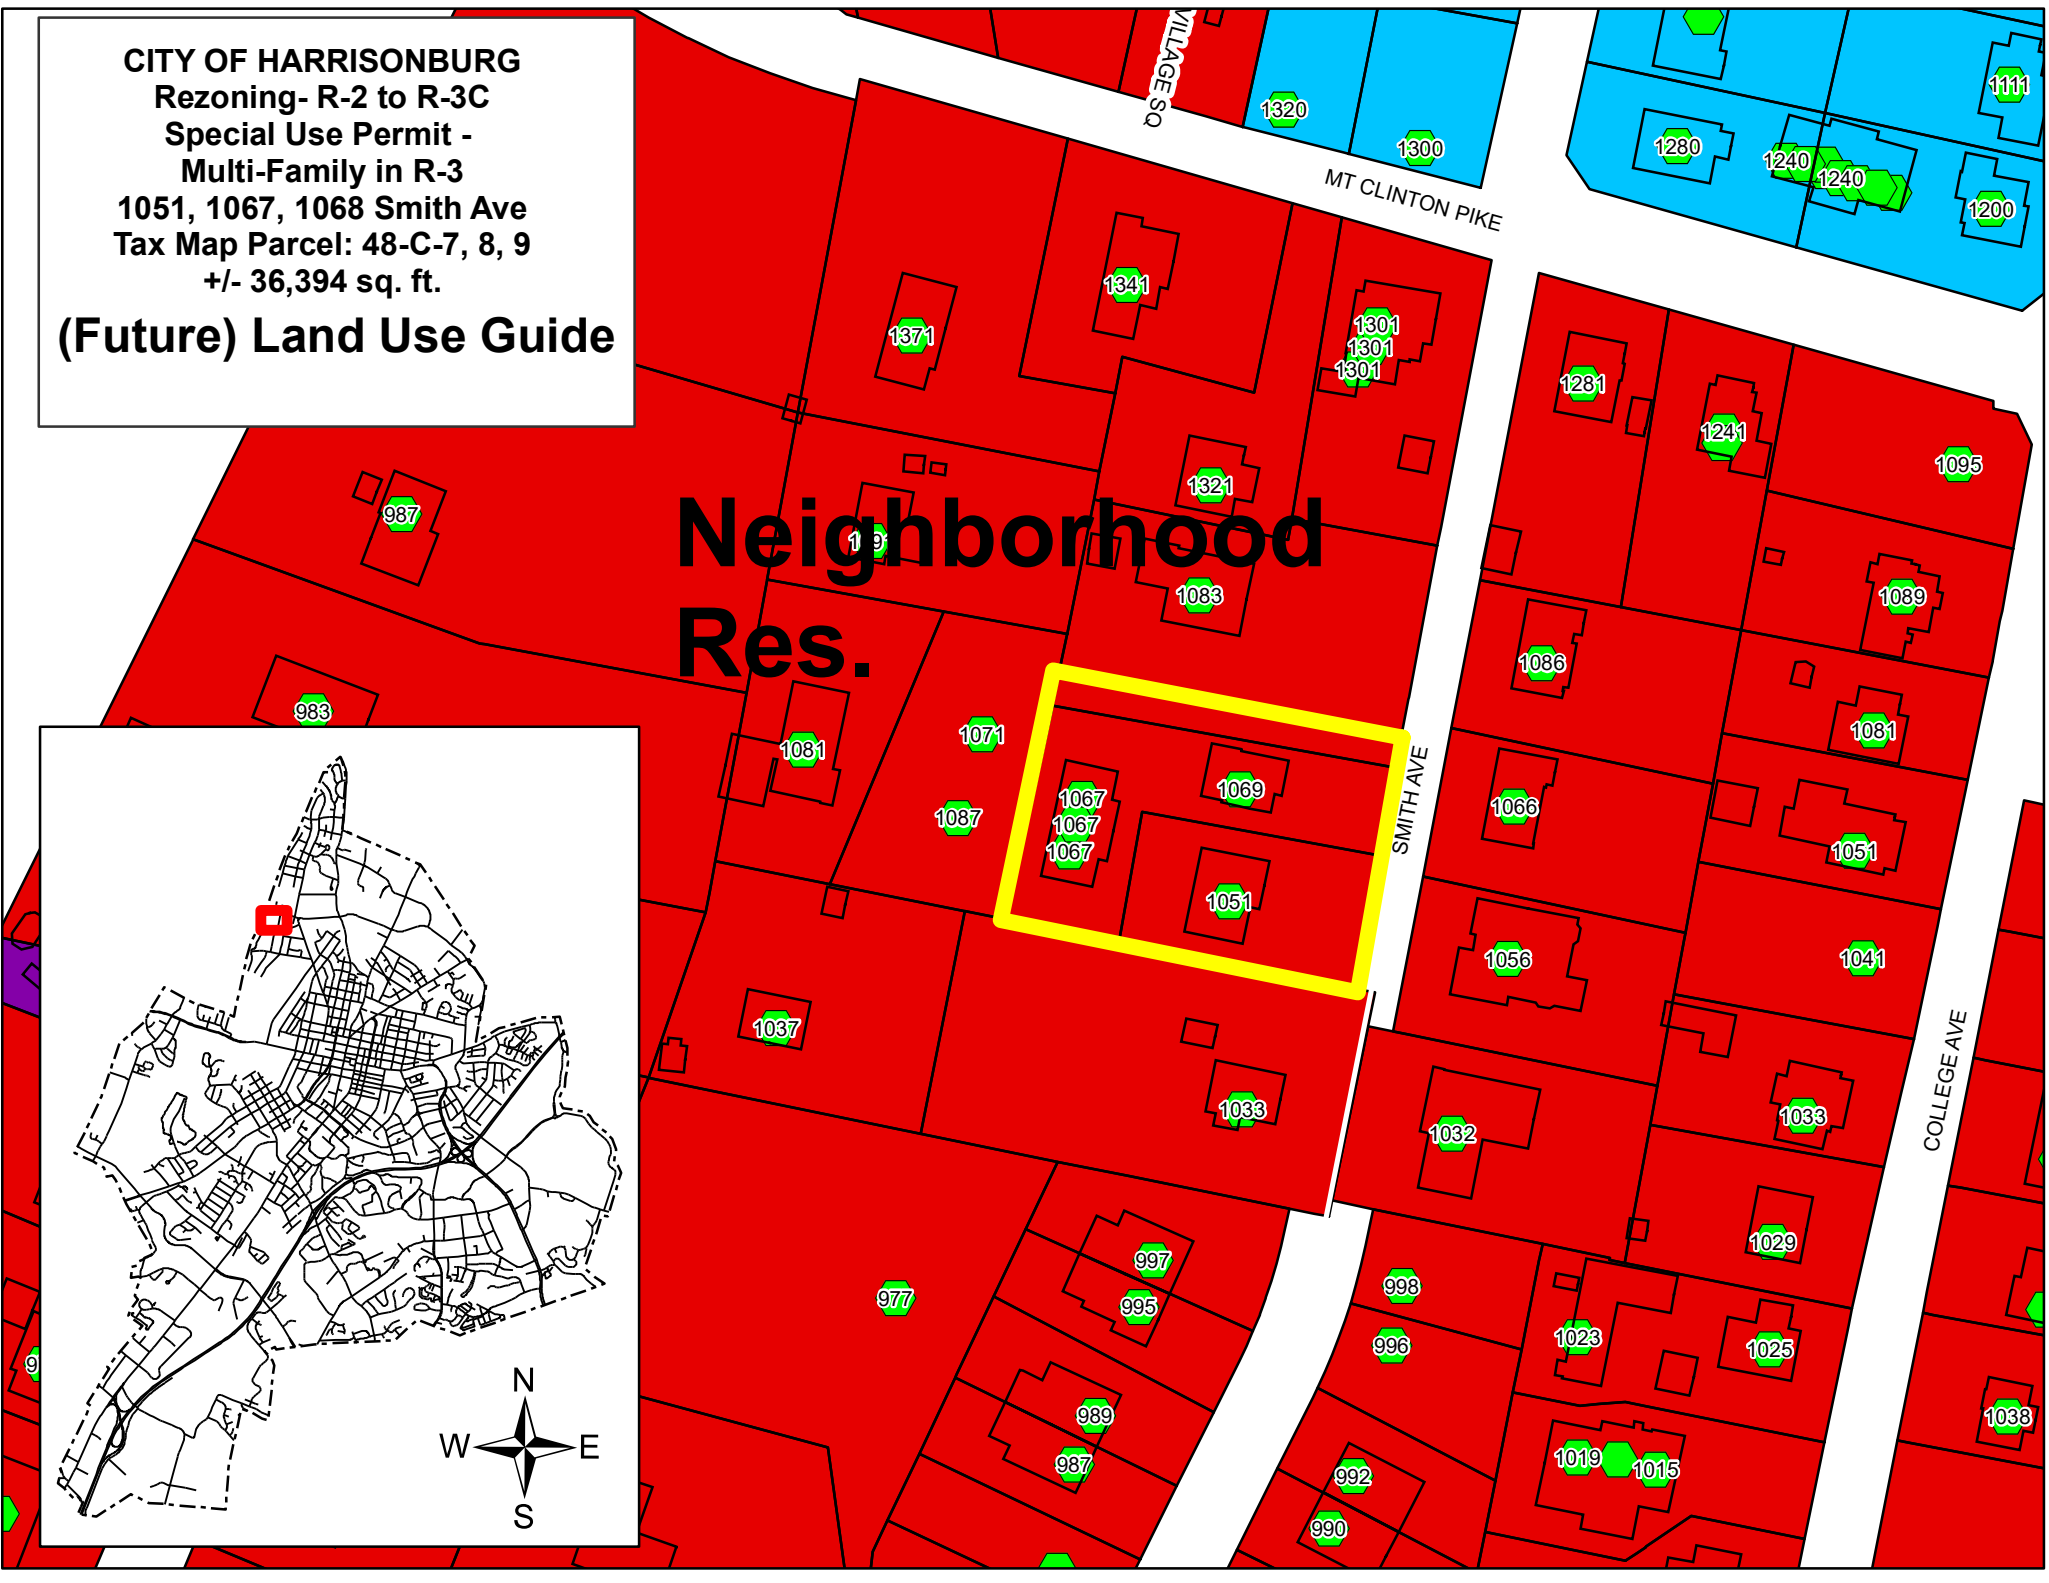 CITY OF HARRISONBURG
Rezoning- R-2 to R-3C
Special Use Permit -
Multi-Family in R-3
1051, 1067, 1068 Smith Ave
Tax Map Parcel: 48-C-7, 8, 9
+/- 36,394 sq. ft.
(Future) Land Use Guide
VILLAGE SQ
1320
1300
MT CLINTON PIKE
1280
1240
1240
1111
1200
1371
1341
1301
1301
1301
1281
1241
1095
987
1321
Neighborhood
Res.
1083
1089
1086
983
1081
1071
1087
1067
1067
1067
1069
1051
SMITH AVE
1066
1081
1051
1056
1041
1037
1033
1032
1033
COLLEGE AVE
1029
997
995
977
998
996
1023
1025
989
987
992
990
1019
1015
1038
N
W
E
S